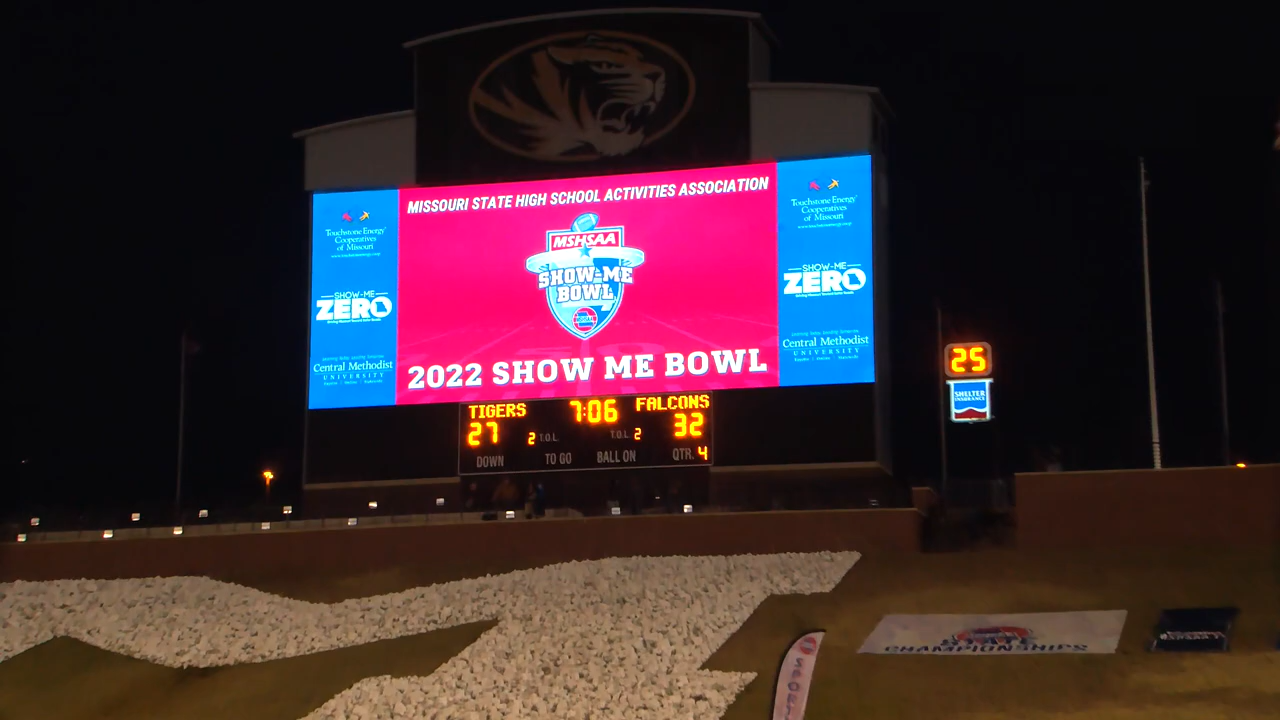 MISSOURI STATE HIGH SCHOOL ACTIVITIES ASSOCIATION
Touchstone Energy®
Cooperatives
of Missouri
SHOW-ME
ZERO
Central Methodist
UNIVERSITY
MSHSAA
SHOW-ME
BOWL
2022 SHOW ME BOWL
Touchstone Energy®
Cooperatives
of Missouri
SHOW-ME
ZERO
Central Methodist
UNIVERSITY
TIGERS 7:06 FALCONS
27 2 T.O.L. T.O.L. 2 32
DOWN TO GO BALL ON QTR. 4
25
SHELTER
INSURANCE
CHAMPIONSHIPS